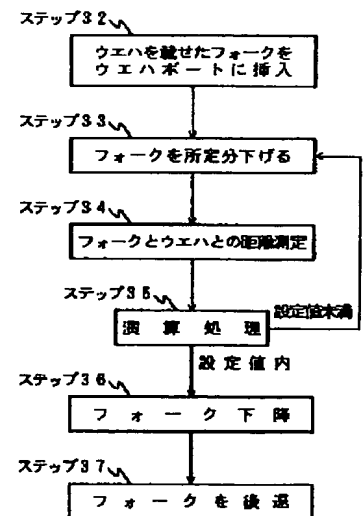 ステップ32
ウエハを載せたフォークを
ウエハボートに挿入
ステップ33
フォークを所定分下げる
ステップ34
フォークとウエハとの距離測定
ステップ35
演算処理
設定値未満
設定値内
ステップ36
フォーク下降
ステップ37
フォークを後退